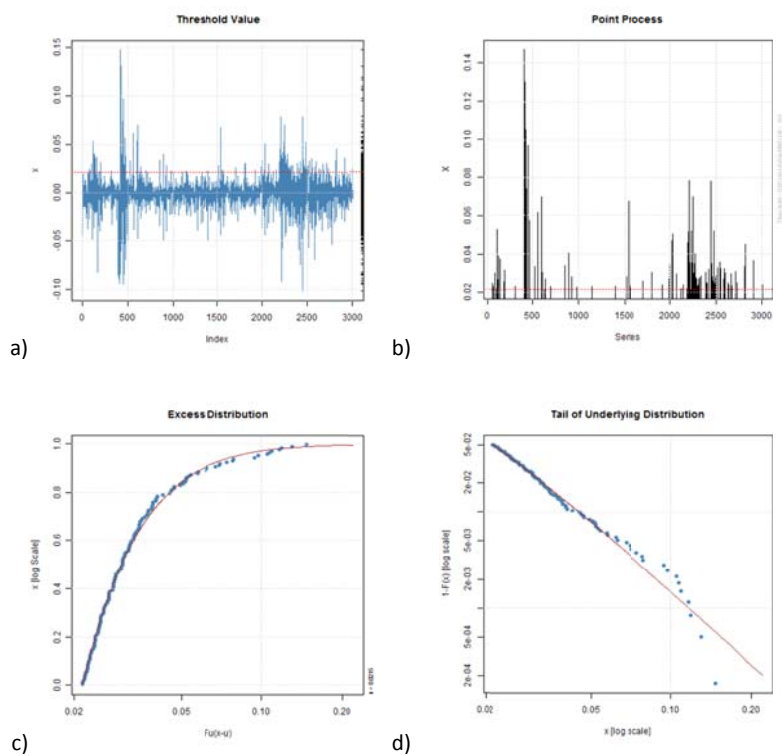 Threshold Value
0.15
0.10
0.05
0.00
-0.05
-0.10
x
0 500 1000 1500 2000 2500 3000
Index
a)
Point Process
0.14
0.12
0.10
0.08
0.06
0.04
0.02
X
0 500 1000 1500 2000 2500 3000
Series
b)
Excess Distribution
1.0
0.8
0.6
0.4
0.2
0.0
x [log Scale]
0.02 0.05 0.10 0.20
Fu(x-u)
c)
Tail of Underlying Distribution
5e-02
2e-02
5e-03
2e-03
5e-04
2e-04
1-F(x) [log scale]
0.02 0.05 0.10 0.20
x [log scale]
d)